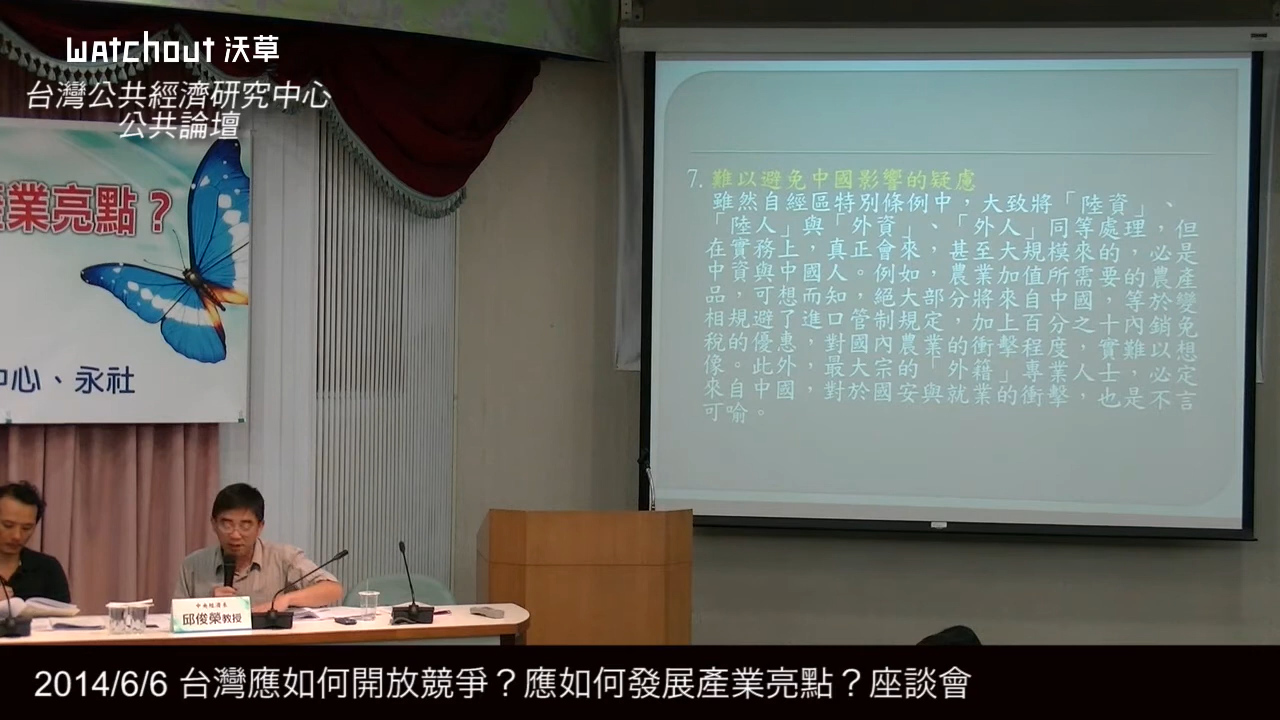 WAtchout 沃草
台灣公共經濟研究中心
公共論壇
業亮點？
中心、永社
7. 難以避免中國影響的疑慮
雖然自經區特別條例中，大致將「陸資」、
「陸人」與「外資」、「外人」同等處理，但
在實務上，真正會來，甚至大規模來的，必是
中資與中國人。例如，農業加值所需要的農產
品，可想而知，絕大部分將來自中國，等於變
相規避了進口管制規定，加上百分之十內銷免
稅的優惠，對國內農業的衝擊程度，實難以想
像。此外，最大宗的「外籍」專業人士，必定
來自中國，對於國安與就業的衝擊，也是不言
可喻。
中央經濟系
邱俊榮教授
2014/6/6 台灣應如何開放競爭？應如何發展產業亮點？座談會